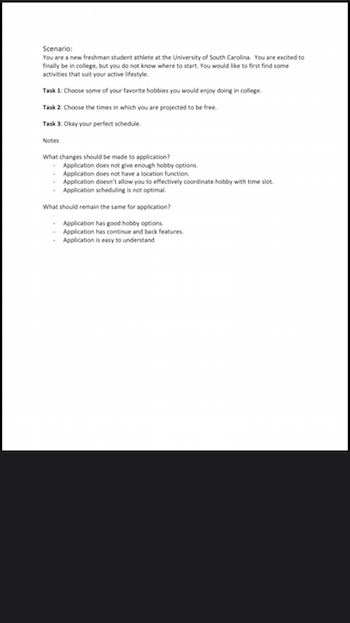 Scenario:
You are a new freshman student athlete at the University of South Carolina.  You are excited to
finally be in college, but you do not know where to start. You would like to first find some
activities that suit your active lifestyle.
Task 1: Choose some of your favorite hobbies you would enjoy doing in college.
Task 2: Choose the times in which you are projected to be free.
Task 3: Okay your perfect schedule.
Notes
What changes should be made to application?
- Application does not give enough hobby options.
- Application does not have a location function.
- Application doesn't allow you to effectively coordinate hobby with time slot.
- Application scheduling is not optimal.
What should remain the same for application?
- Application has good hobby options.
- Application has continue and back features.
- Application is easy to understand